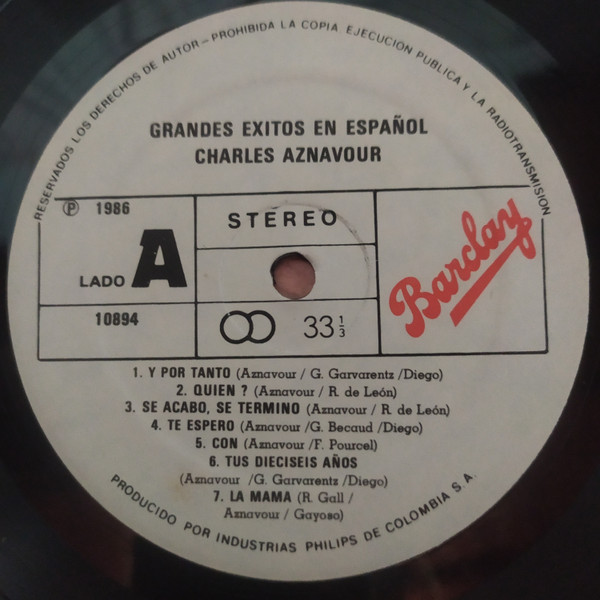 RESERVADOS LOS DERECHOS DE AUTOR – PROHIBIDA LA COPIA EJECUCION PUBLICA Y LA RADIOTRANSMISION
GRANDES EXITOS EN ESPAÑOL
CHARLES AZNAVOUR
Ⓟ 1986
STEREO
Barclay
LADO A
10894
33 1/3
1. Y POR TANTO (Aznavour / G. Garvarentz /Diego)
2. QUIEN ? (Aznavour / R. de León)
3. SE ACABO, SE TERMINO (Aznavour / R. de León)
4. TE ESPERO (Aznavour /G. Becaud /Diego)
5. CON (Aznavour /F. Pourcel)
6. TUS DIECISEIS AÑOS
(Aznavour /G. Garvarentz /Diego)
7. LA MAMA (R. Gall /
Aznavour / Gayoso)
PRODUCIDO POR INDUSTRIAS PHILIPS DE COLOMBIA S.A.